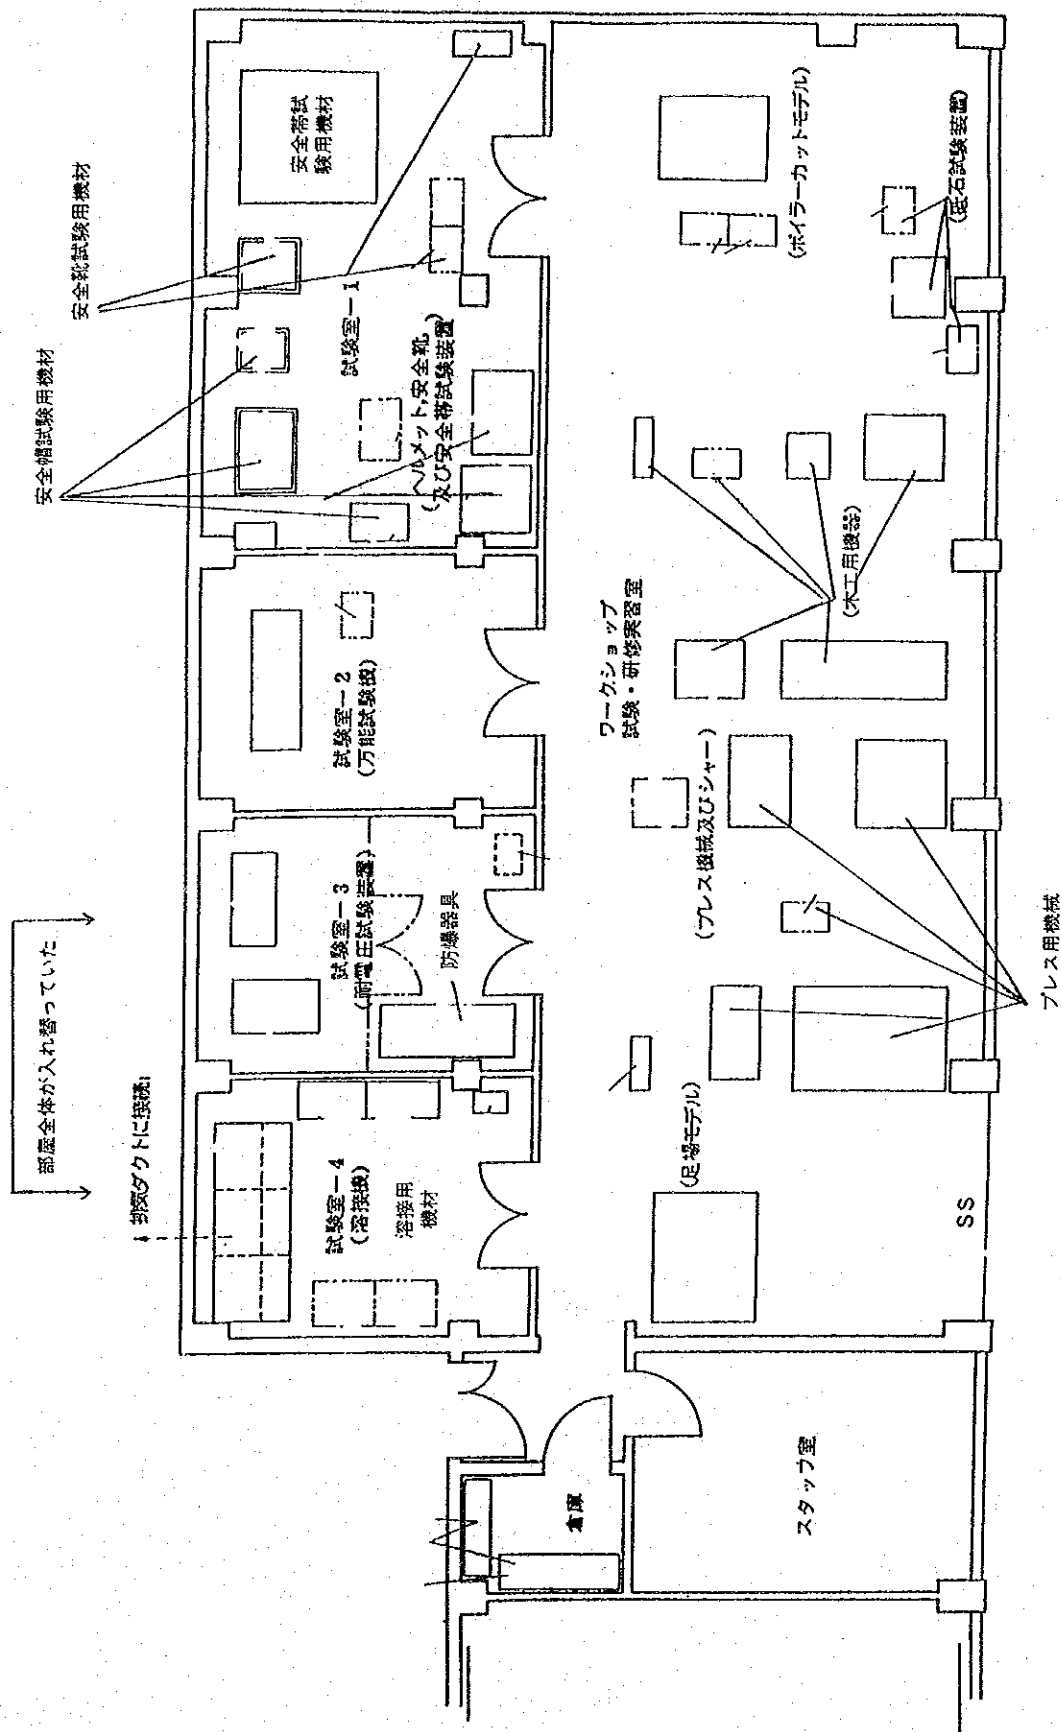 部屋全体が入れ替っていた
排気ダクトに接続
安全帽試験用機材
安全靴試験用機材
試験室－4
(溶接機)
溶接用
機材
試験室－3
(耐電圧試験装置)
防爆器具
試験室－2
(万能試験機)
試験室－1
ヘルメット,安全靴
及び安全帯試験装置
安全帯試
験用機材
倉庫
スタッフ室
(足場モデル)
SS
ワークショップ
試験・研修実習室
(プレス機械及びシャー)
(木工用機器)
(ボイラーカットモデル)
(砥石試験装置)
プレス用機械